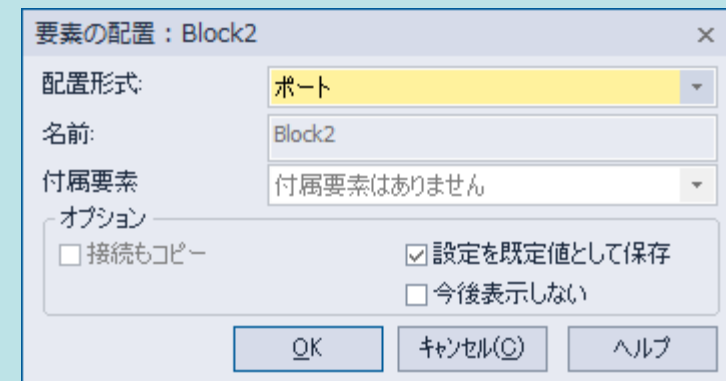 要素の配置：Block2
配置形式: ポート
名前: Block2
付属要素 付属要素はありません
オプション
接続もコピー 設定を既定値として保存
今後表示しない
OK キャンセル(C) ヘルプ